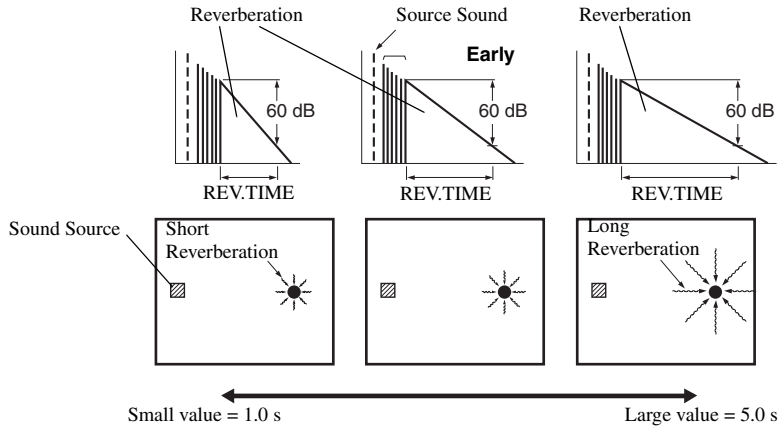 Reverberation
Source Sound
Reverberation
Early
60 dB
60 dB
60 dB
REV.TIME
REV.TIME
REV.TIME
Sound Source
Short
Reverberation
Long
Reverberation
Small value = 1.0 s
Large value = 5.0 s